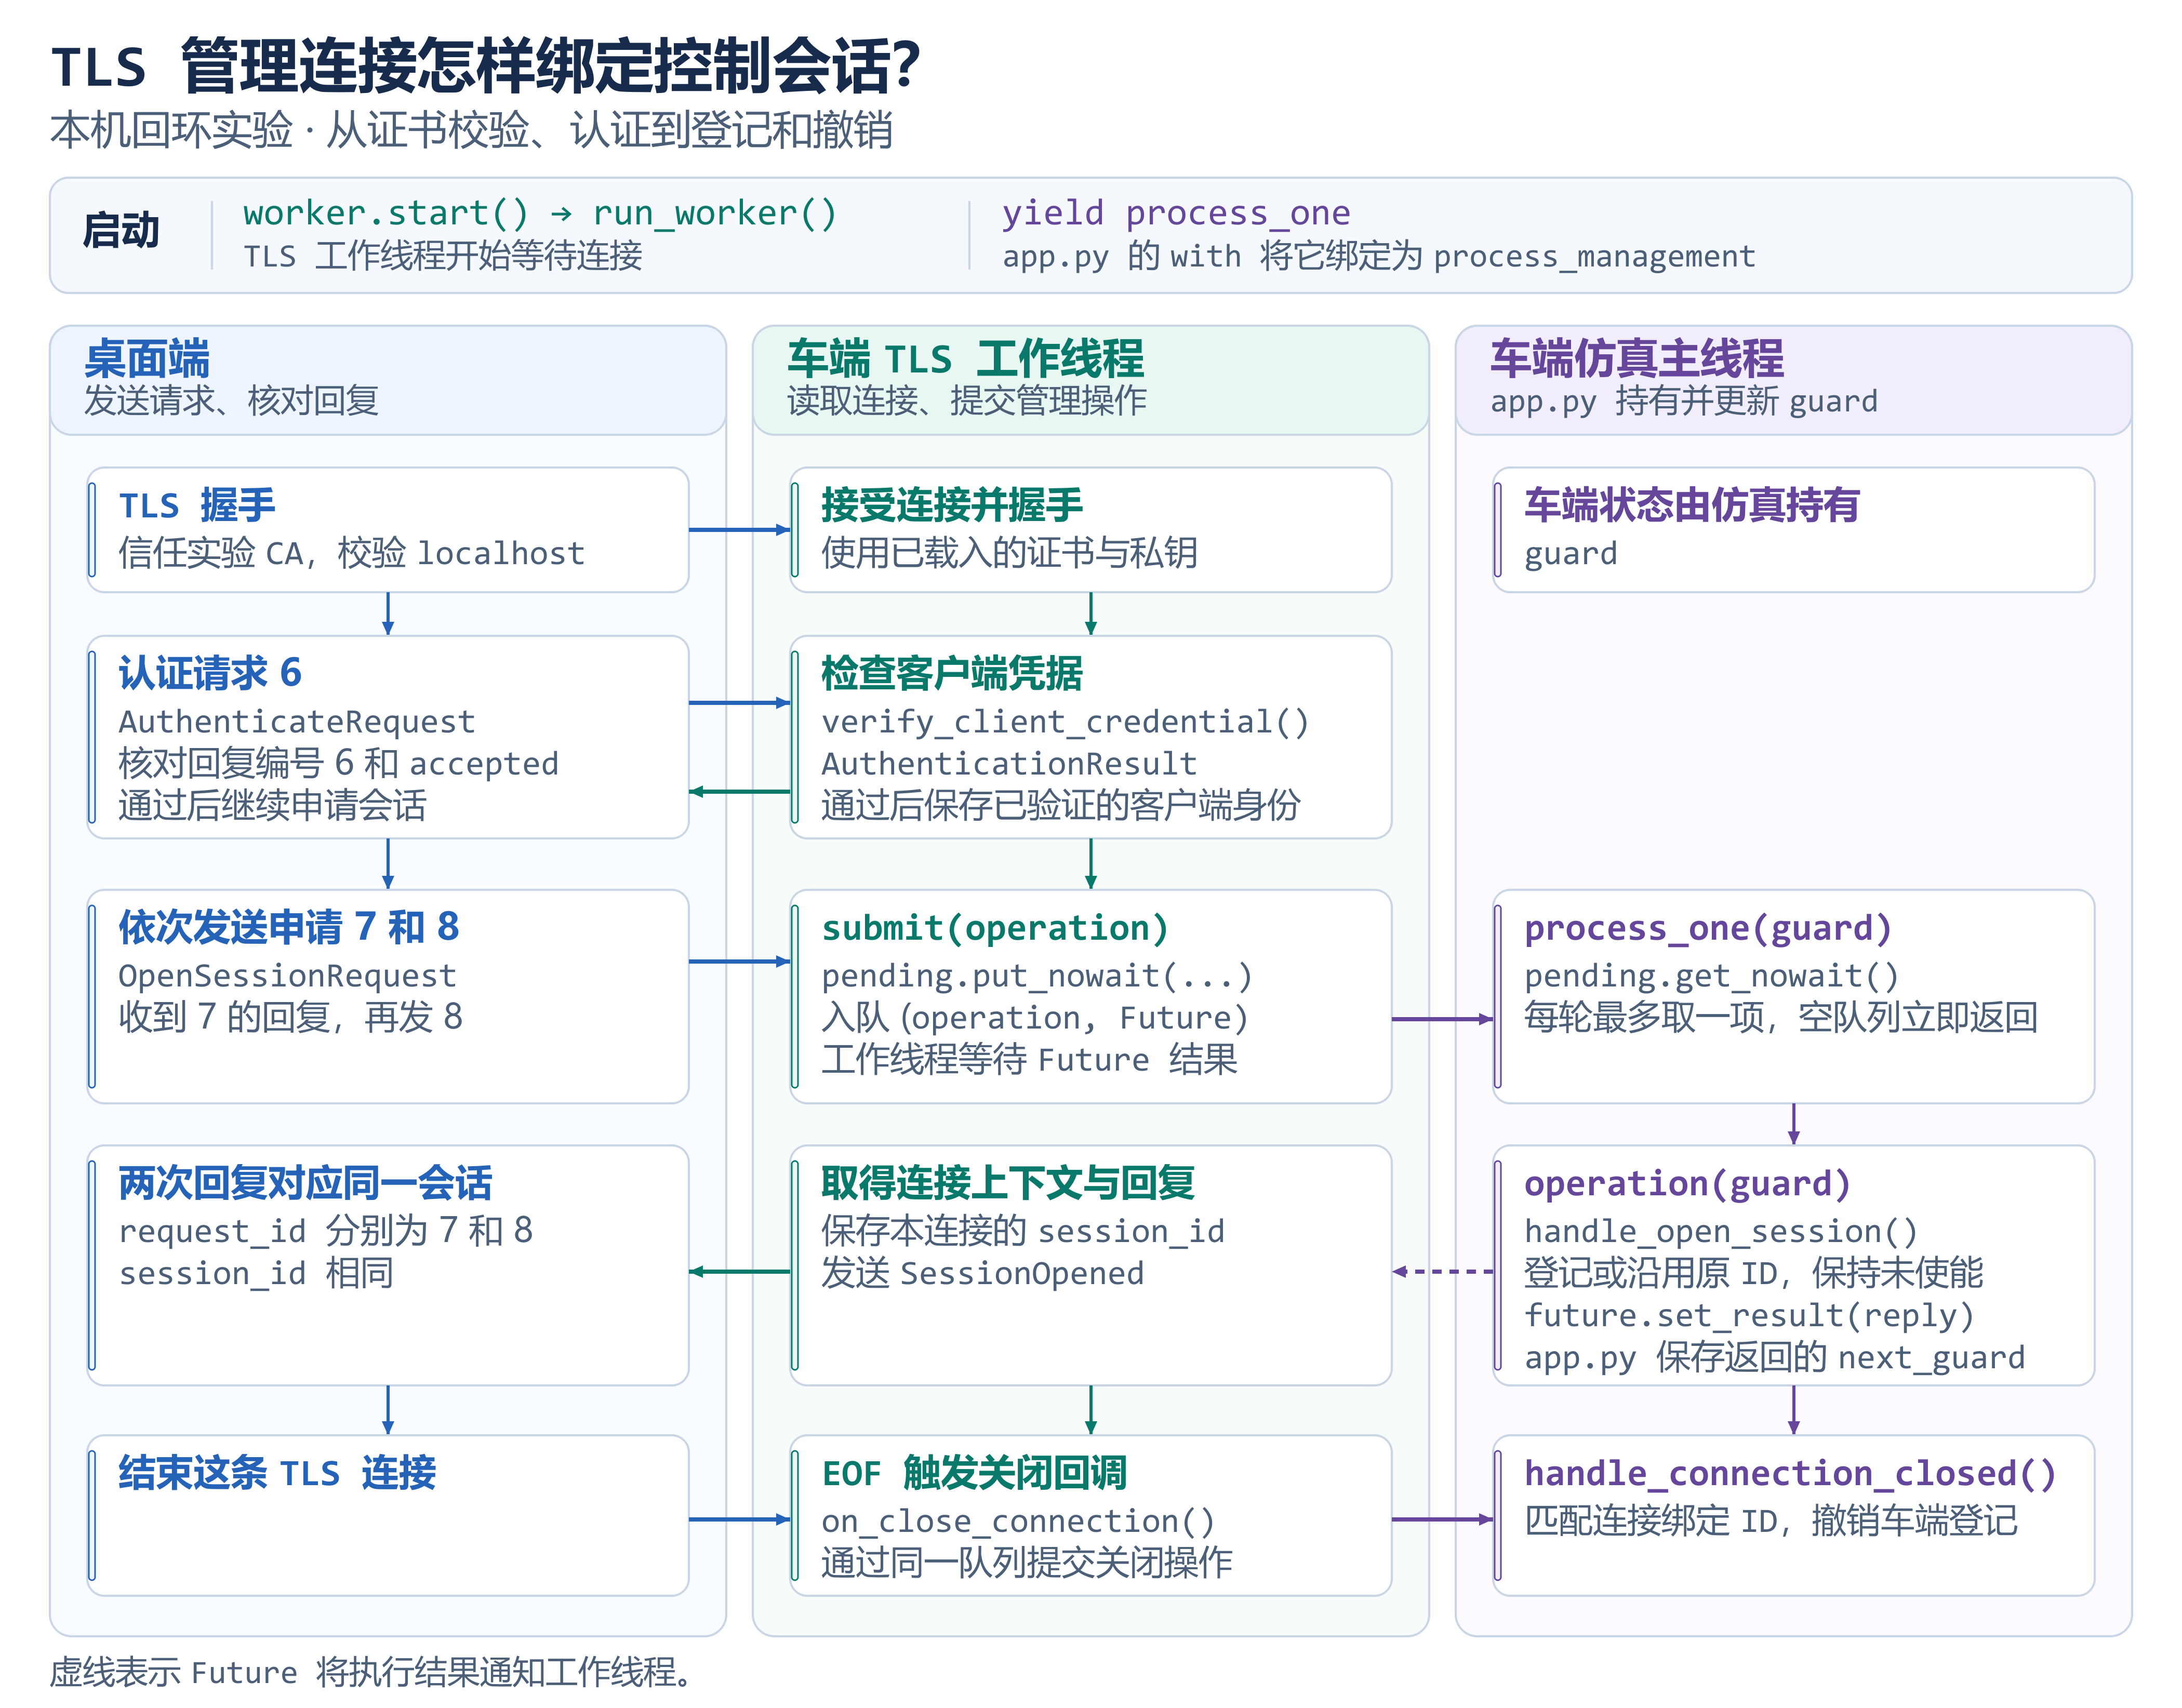 TLS 管理连接怎样绑定控制会话？
本机回环实验 · 从证书校验、认证到登记和撤销
启动
worker.start() → run_worker()
TLS 工作线程开始等待连接
yield process_one
app.py 的 with 将它绑定为 process_management
桌面端
发送请求、核对回复
车端 TLS 工作线程
读取连接、提交管理操作
车端仿真主线程
app.py 持有并更新 guard
TLS 握手
信任实验 CA，校验 localhost
接受连接并握手
使用已载入的证书与私钥
车端状态由仿真持有
guard
认证请求 6
AuthenticateRequest
核对回复编号 6 和 accepted
通过后继续申请会话
检查客户端凭据
verify_client_credential()
AuthenticationResult
通过后保存已验证的客户端身份
依次发送申请 7 和 8
OpenSessionRequest
收到 7 的回复，再发 8
submit(operation)
pending.put_nowait(...)
入队 (operation, Future)
工作线程等待 Future 结果
process_one(guard)
pending.get_nowait()
每轮最多取一项，空队列立即返回
两次回复对应同一会话
request_id 分别为 7 和 8
session_id 相同
取得连接上下文与回复
保存本连接的 session_id
发送 SessionOpened
operation(guard)
handle_open_session()
登记或沿用原 ID，保持未使能
future.set_result(reply)
app.py 保存返回的 next_guard
结束这条 TLS 连接
EOF 触发关闭回调
on_close_connection()
通过同一队列提交关闭操作
handle_connection_closed()
匹配连接绑定 ID，撤销车端登记
虚线表示 Future 将执行结果通知工作线程。